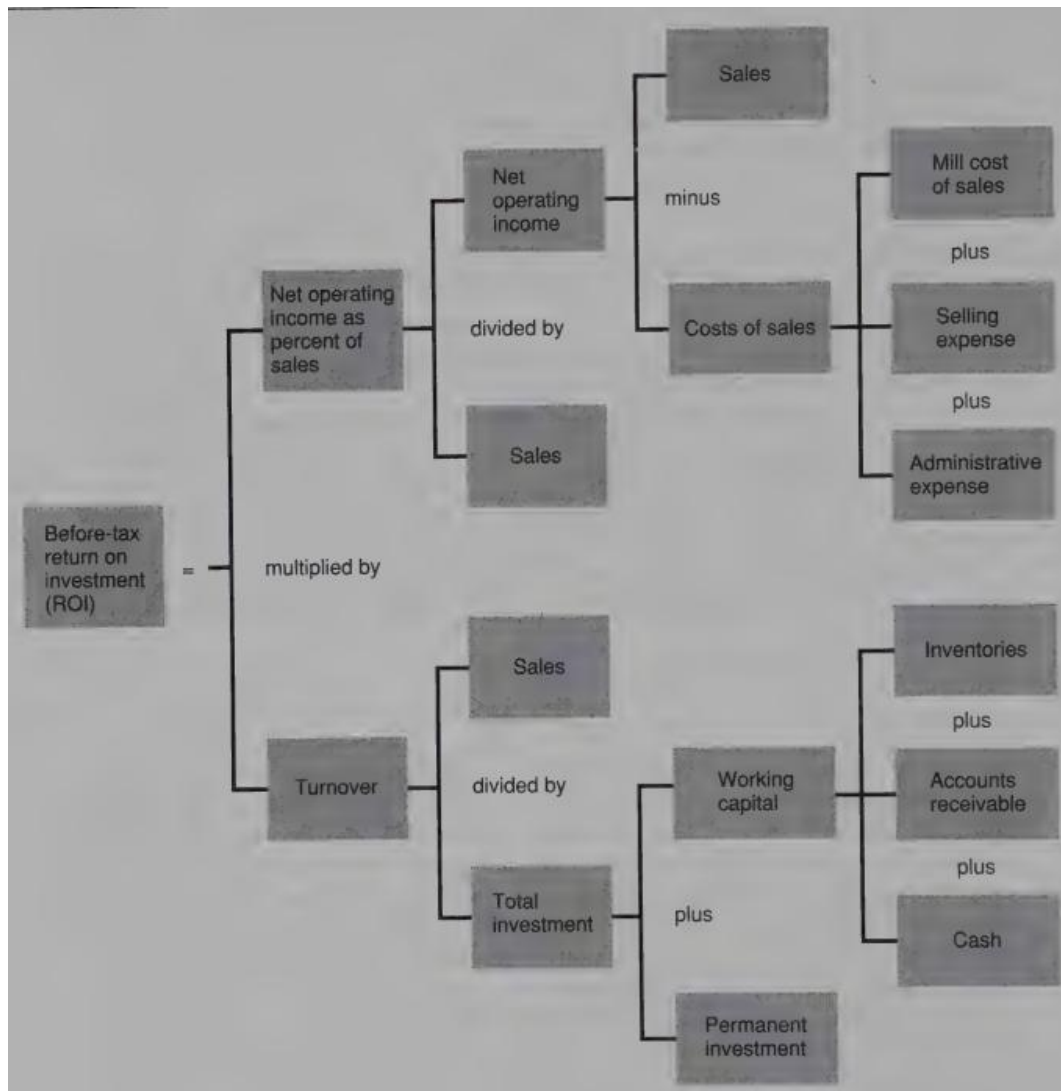 Sales
Mill cost
of sales
Net
operating
income
minus
plus
Net operating
income as
percent of
sales
divided by
Costs of sales
Selling
expense
plus
Sales
Administrative
expense
Before-tax
return on
investment
(ROI)
=
multiplied by
Sales
Inventories
plus
Turnover
divided by
Working
capital
Accounts
receivable
plus
Total
investment
plus
Cash
Permanent
investment